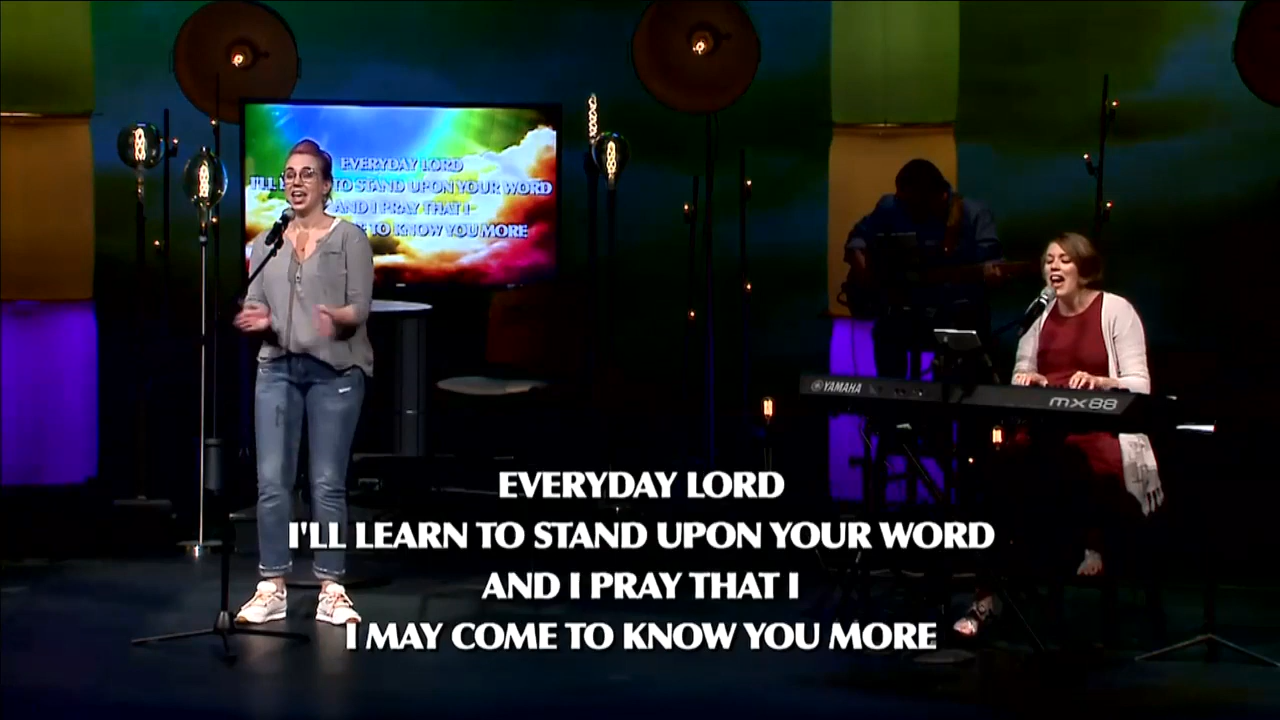 EVERYDAY LORD
I'LL TO STAND UPON YOUR WORD
AND I PRAY THAT I
TO KNOW YOU MORE
YAMAHA
MX88
EVERYDAY LORD
I'LL LEARN TO STAND UPON YOUR WORD
AND I PRAY THAT I
I MAY COME TO KNOW YOU MORE